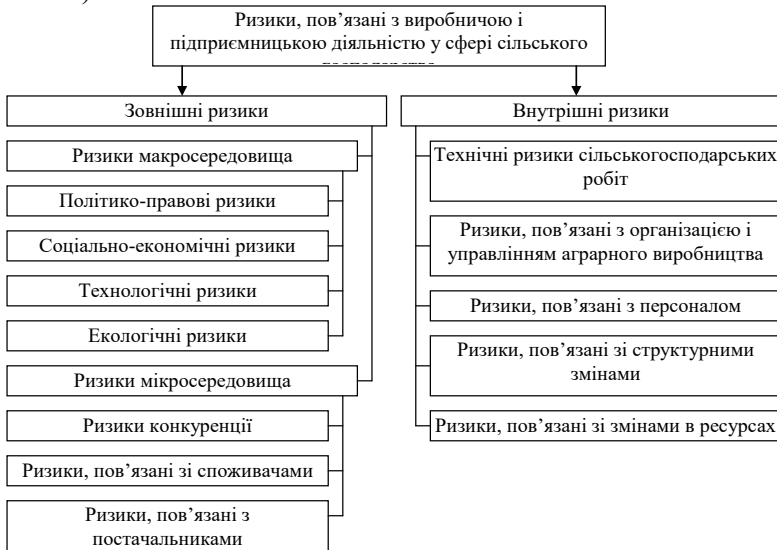 )
Ризики, пов’язані з виробничою і
підприємницькою діяльністю у сфері сільського
Зовнішні ризики
Ризики макросередовища
Політико-правові ризики
Соціально-економічні ризики
Технологічні ризики
Екологічні ризики
Ризики мікросередовища
Ризики конкуренції
Ризики, пов’язані зі споживачами
Ризики, пов’язані з
постачальниками
Внутрішні ризики
Технічні ризики сільськогосподарських
робіт
Ризики, пов’язані з організацією і
управлінням аграрного виробництва
Ризики, пов’язані з персоналом
Ризики, пов’язані зі структурними
змінами
Ризики, пов’язані зі змінами в ресурсах